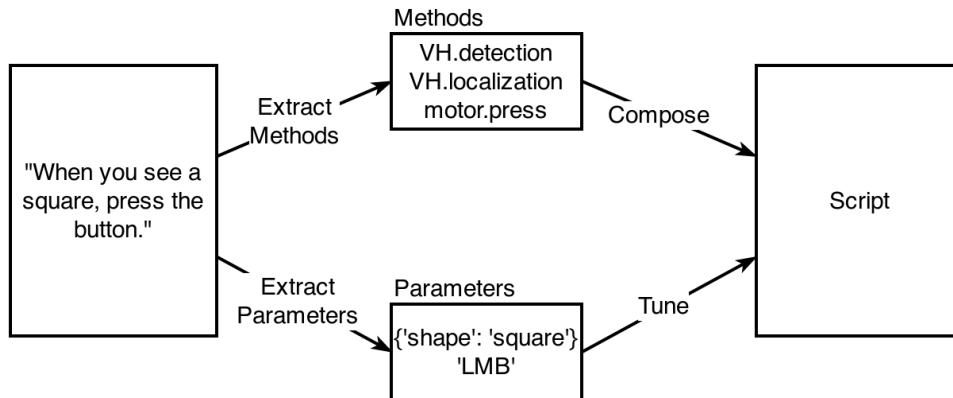 "When you see a
square, press the
button."
Extract
Methods
Methods
VH.detection
VH.localization
motor.press
Compose
Extract
Parameters
Parameters
{'shape': 'square'}
'LMB'
Tune
Script